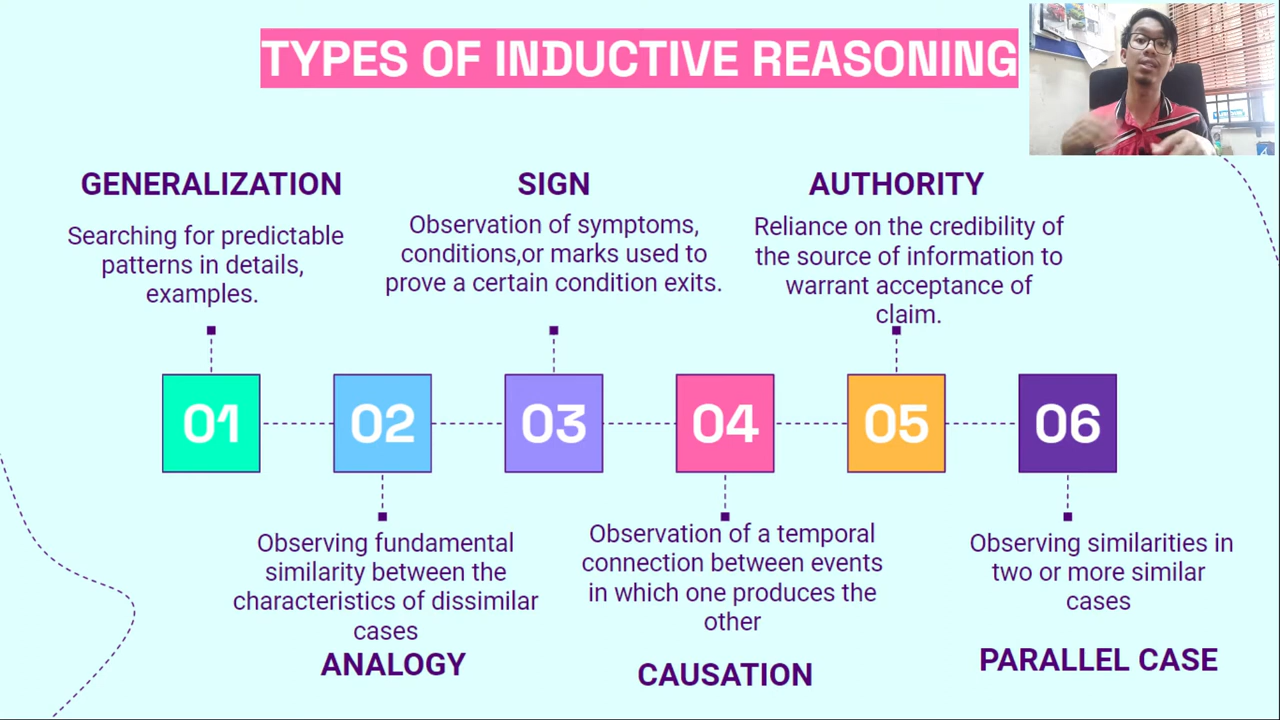 TYPES OF INDUCTIVE REASONING
GENERALIZATION
Searching for predictable
patterns in details,
examples.
SIGN
Observation of symptoms,
conditions,or marks used to
prove a certain condition exits.
AUTHORITY
Reliance on the credibility of
the source of information to
warrant acceptance of
claim.
01
02
03
04
05
06
Observing fundamental
similarity between the
characteristics of dissimilar
cases
ANALOGY
Observation of a temporal
connection between events
in which one produces the
other
CAUSATION
Observing similarities in
two or more similar
cases
PARALLEL CASE